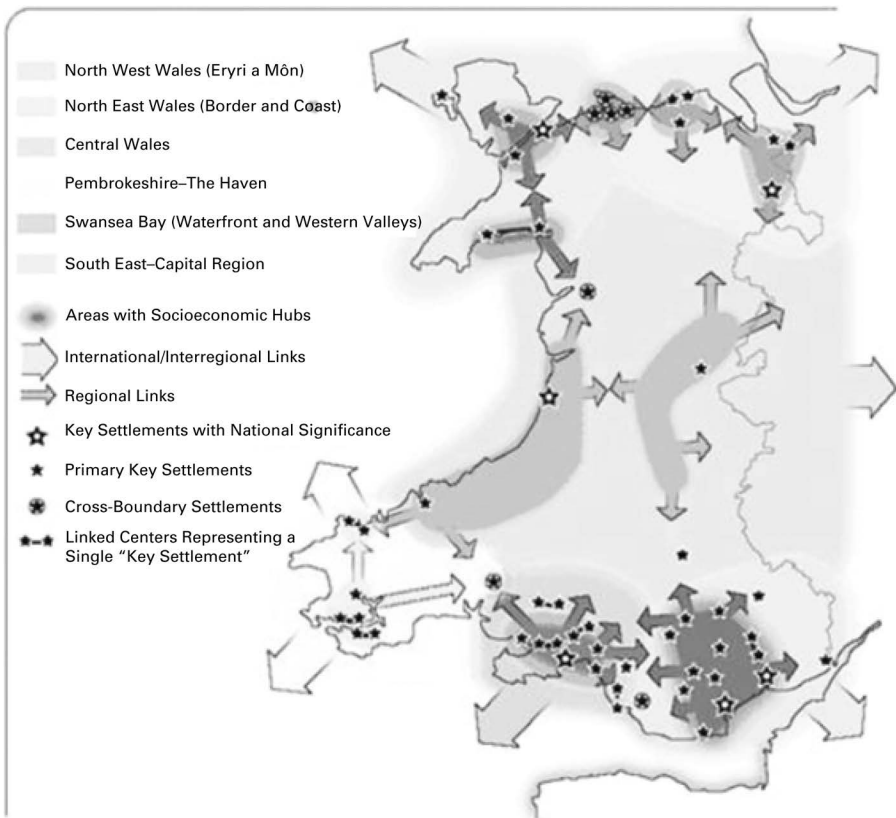 North West Wales (Eryri a Môn)
North East Wales (Border and Coast)
Central Wales
Pembrokeshire–The Haven
Swansea Bay (Waterfront and Western Valleys)
South East–Capital Region
Areas with Socioeconomic Hubs
International/Interregional Links
Regional Links
Key Settlements with National Significance
Primary Key Settlements
Cross-Boundary Settlements
Linked Centers Representing a
Single “Key Settlement”